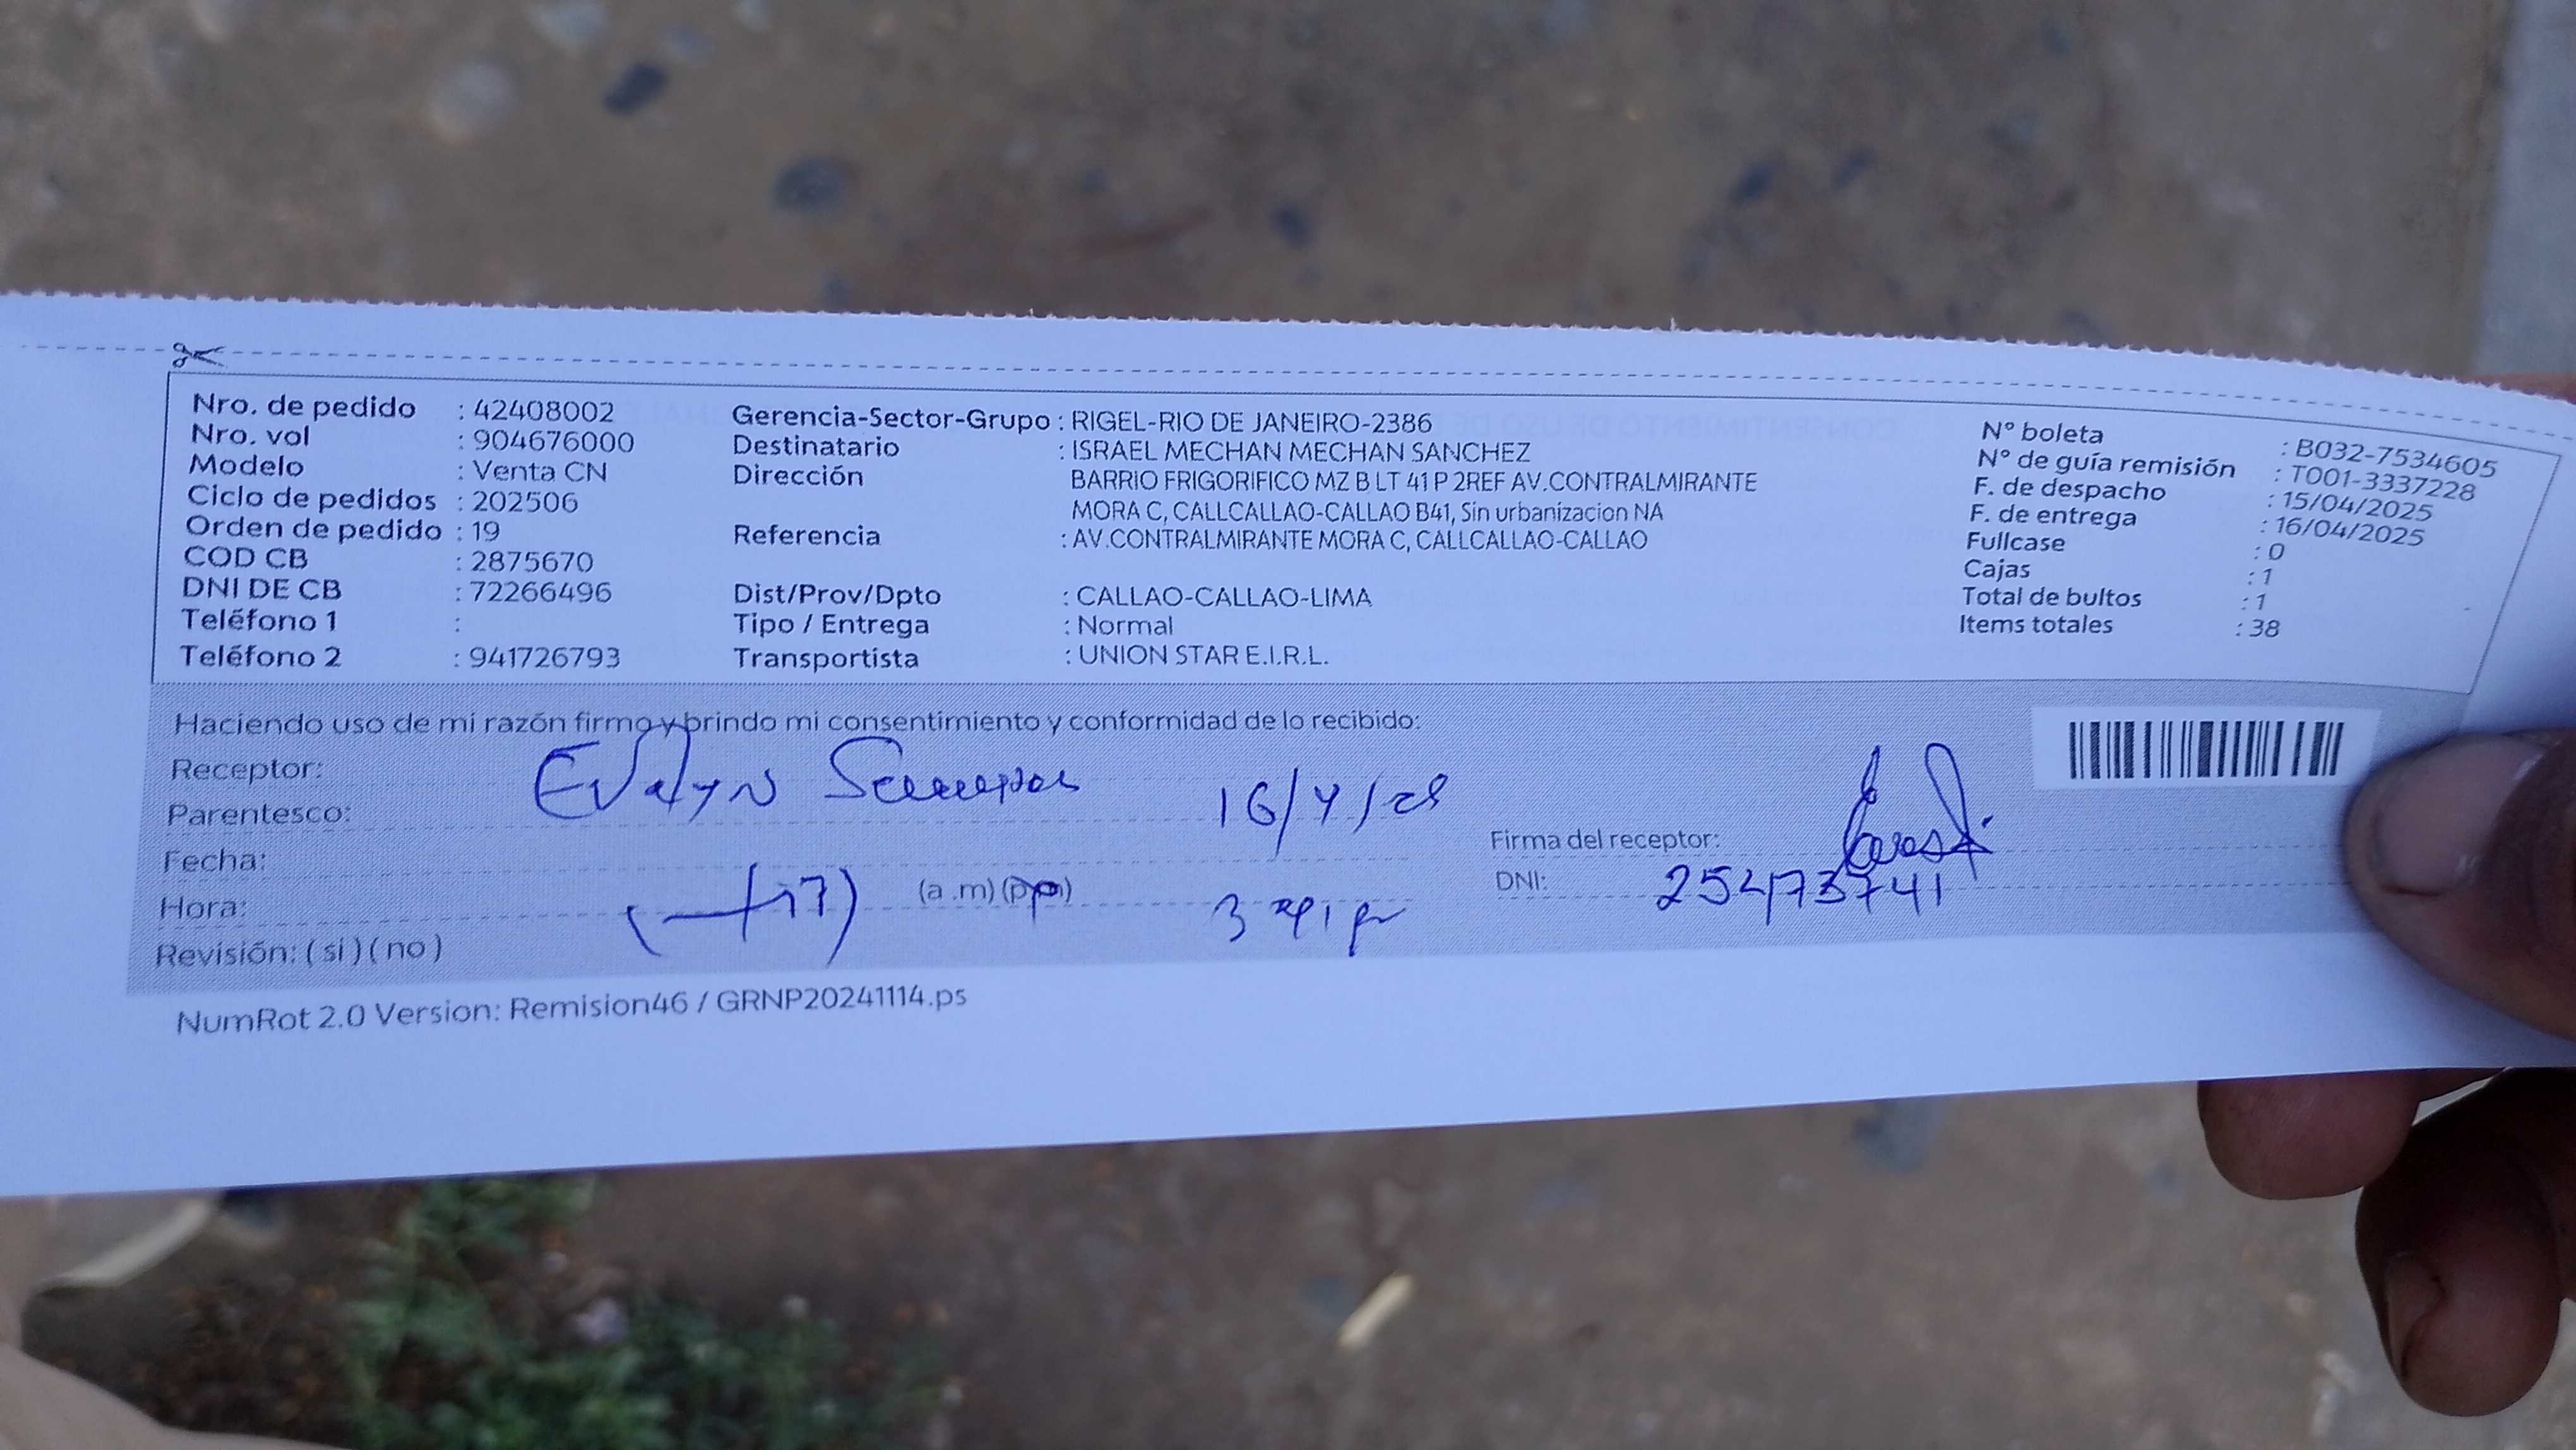 Nro. de pedido : 42408002
Nro. vol : 904676000
Modelo : Venta CN
Ciclo de pedidos : 202506
Orden de pedido : 19
COD CB : 2875670
DNI DE CB : 72266496
Teléfono 1 :
Teléfono 2 : 941726793
Gerencia-Sector-Grupo : RIGEL-RIO DE JANEIRO-2386
Destinatario : ISRAEL MECHAN MECHAN SANCHEZ
Dirección BARRIO FRIGORIFICO MZ B LT 41 P 2REF AV.CONTRALMIRANTE
MORA C, CALLCALLAO-CALLAO B41, Sin urbanizacion NA
Referencia : AV.CONTRALMIRANTE MORA C, CALLCALLAO-CALLAO
Dist/Prov/Dpto : CALLAO-CALLAO-LIMA
Tipo / Entrega : Normal
Transportista : UNION STAR E.I.R.L.
N° boleta : B032-7534605
N° de guía remisión : T001-3337228
F. de despacho : 15/04/2025
F. de entrega : 16/04/2025
Fullcase : 0
Cajas : 1
Total de bultos : 1
Items totales : 38
Haciendo uso de mi razón firmo y brindo mi consentimiento y conformidad de lo recibido:
Receptor: Evelyn
Parentesco: 16/4/25
Fecha:
Hora: (a .m) (p.m)
Revisión: ( si ) ( no )
Firma del receptor:
DNI: 25473741
NumRot 2.0 Version: Remision46 / GRNP20241114.ps